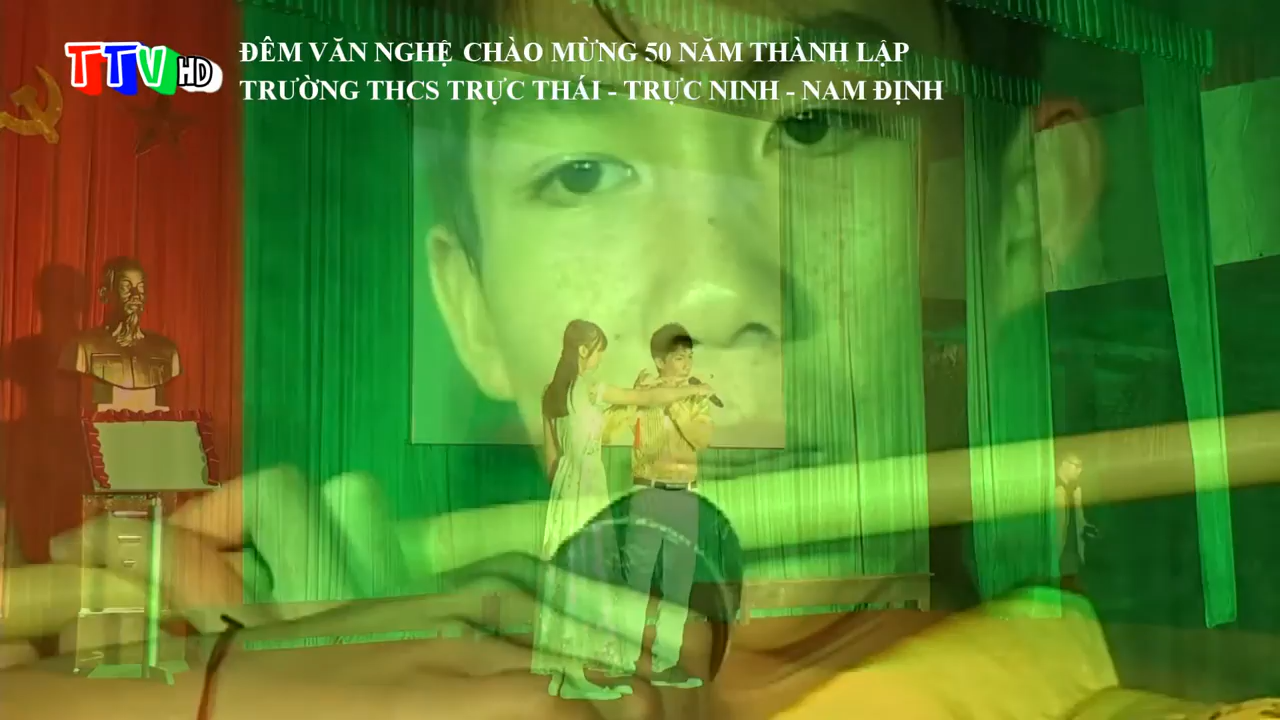 TTV HD
ĐÊM VĂN NGHỆ CHÀO MỪNG 50 NĂM THÀNH LẬP
TRƯỜNG THCS TRỰC THÁI - TRỰC NINH - NAM ĐỊNH